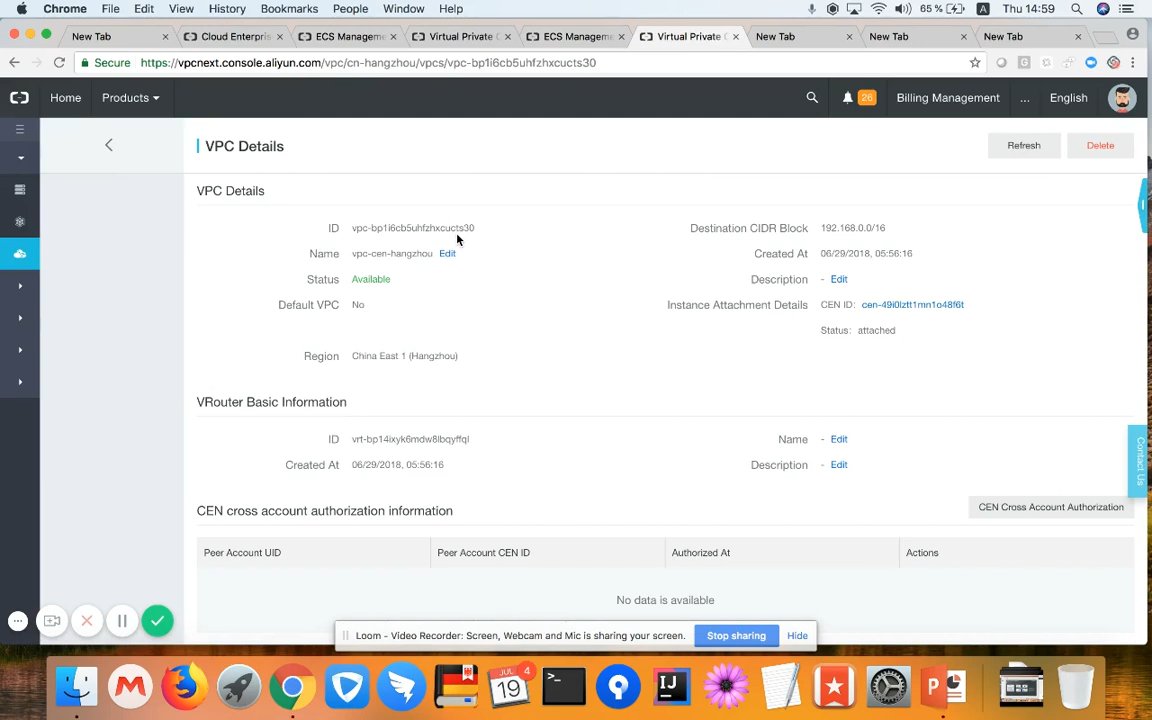 Chrome File Edit View History Bookmarks People Window Help 65 % A Thu 14:59
New Tab Cloud Enterpris ECS Manageme Virtual Private C ECS Manageme Virtual Private C New Tab New Tab New Tab
Secure https://vpcnext.console.aliyun.com/vpc/cn-hangzhou/vpcs/vpc-bp1i6cb5uhfzhxcucts30
Home Products 26 Billing Management ... English
VPC Details Refresh Delete
VPC Details
ID vpc-bp1i6cb5uhfzhxcucts30 Destination CIDR Block 192.168.0.0/16
Name vpc-cen-hangzhou Edit Created At 06/29/2018, 05:56:16
Status Available Description - Edit
Default VPC No Instance Attachment Details CEN ID: cen-49i0lztt1mn1o48f6t
Status: attached
Region China East 1 (Hangzhou)
VRouter Basic Information
ID vrt-bp14ixyk6mdw8lbqyffql Name - Edit
Created At 06/29/2018, 05:56:16 Description - Edit
Contact Us
CEN cross account authorization information CEN Cross Account Authorization
Peer Account UID Peer Account CEN ID Authorized At Actions
No data is available
Loom - Video Recorder: Screen, Webcam and Mic is sharing your screen. Stop sharing Hide
JUL 4
19